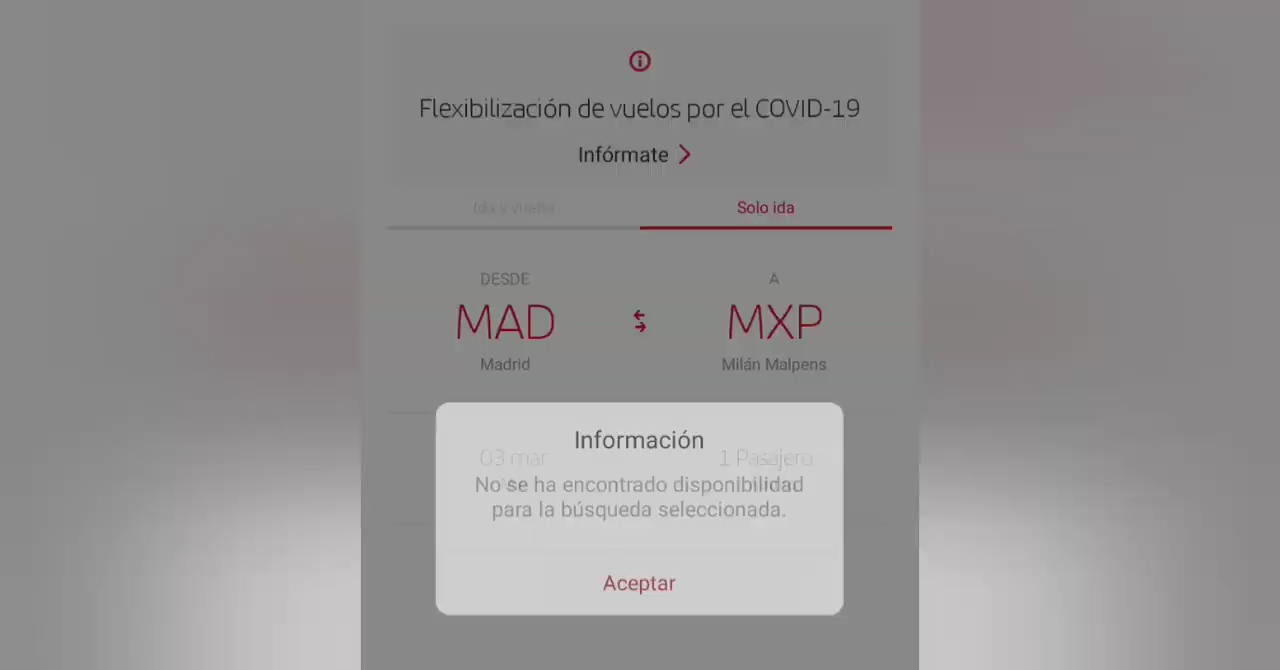 Flexibilización de vuelos por el COVID-19
Infórmate
Ida y vuelta
Solo ida
DESDE
A
MAD
MXP
Madrid
Milán Malpens
Información
03 mar
1 Pasajero
No se ha encontrado disponibilidad
para la búsqueda seleccionada.
Aceptar